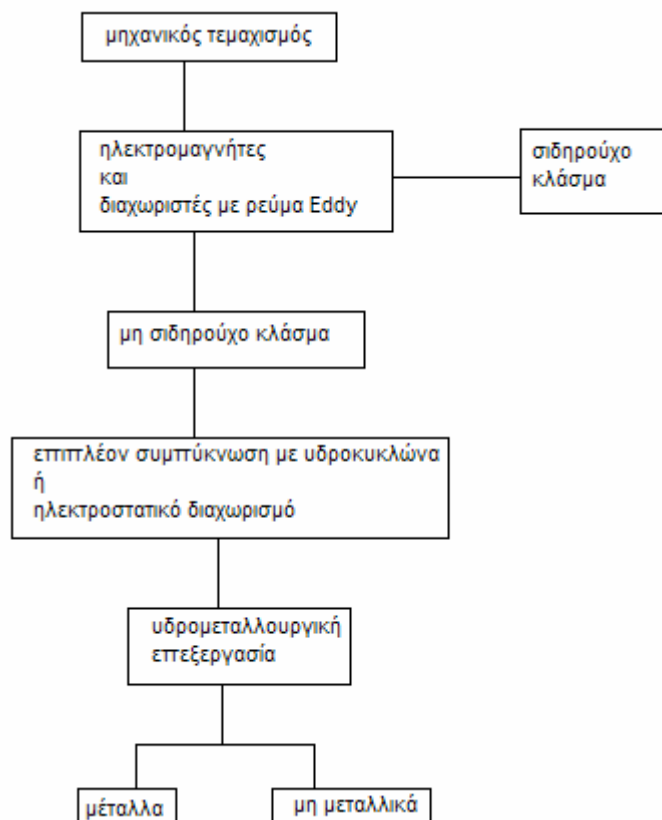 μηχανικός τεμαχισμός
ηλεκτρομαγνήτες
και
διαχωριστές με ρεύμα Eddy
σιδηρούχο
κλάσμα
μη σιδηρούχο κλάσμα
επιπλέον συμπύκνωση με υδροκυκλώνα
ή
ηλεκτροστατικό διαχωρισμό
υδρομεταλλουργική
επεξεργασία
μέταλλα
μη μεταλλικά